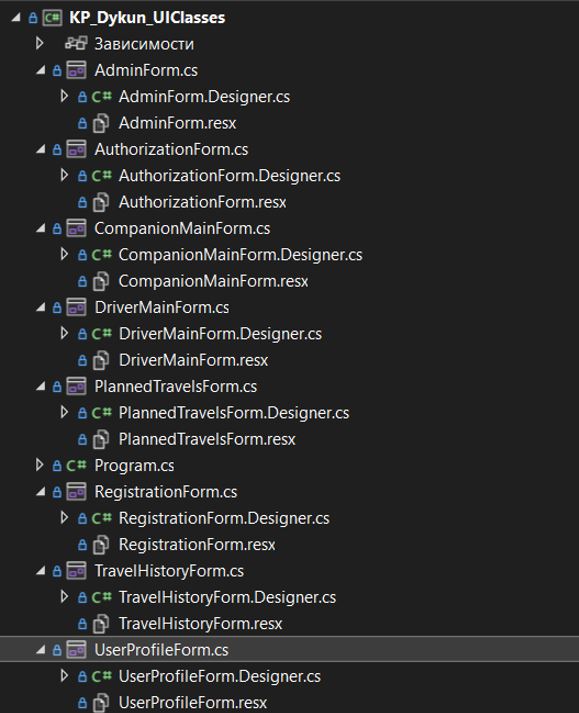 KP_Dykun_UIClasses
Зависимости
AdminForm.cs
C# AdminForm.Designer.cs
AdminForm.resx
AuthorizationForm.cs
C# AuthorizationForm.Designer.cs
AuthorizationForm.resx
CompanionMainForm.cs
C# CompanionMainForm.Designer.cs
CompanionMainForm.resx
DriverMainForm.cs
C# DriverMainForm.Designer.cs
DriverMainForm.resx
PlannedTravelsForm.cs
C# PlannedTravelsForm.Designer.cs
PlannedTravelsForm.resx
C# Program.cs
RegistrationForm.cs
C# RegistrationForm.Designer.cs
RegistrationForm.resx
TravelHistoryForm.cs
C# TravelHistoryForm.Designer.cs
TravelHistoryForm.resx
UserProfileForm.cs
C# UserProfileForm.Designer.cs
UserProfileForm.resx